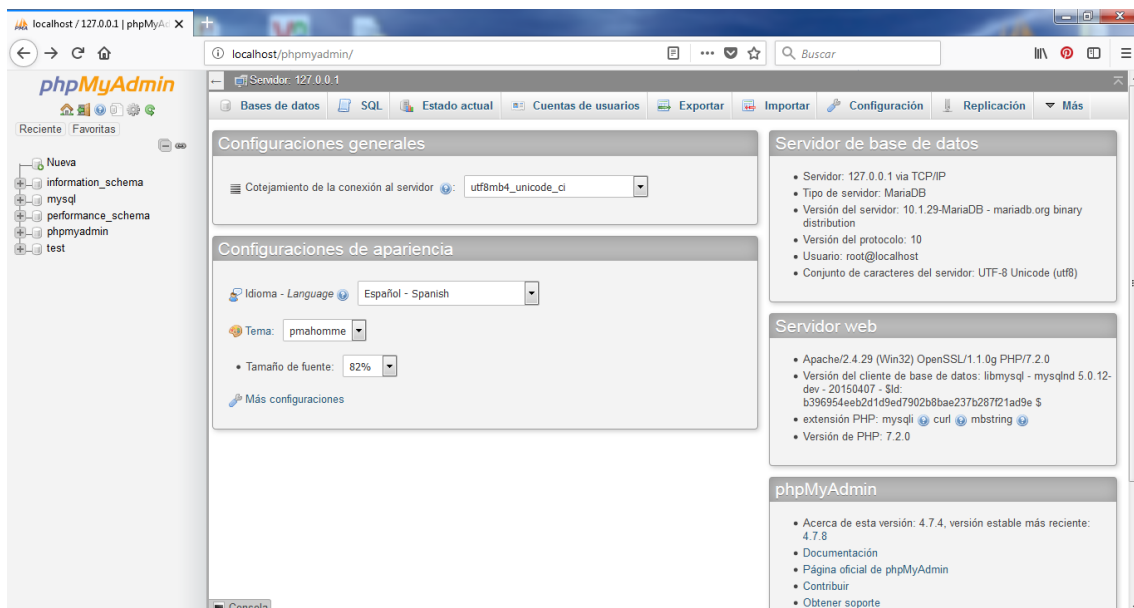 localhost / 127.0.0.1 | phpMyAd
localhost/phpmyadmin/
Buscar
phpMyAdmin
Reciente Favoritas
Nueva
information_schema
mysql
performance_schema
phpmyadmin
test
Servidor: 127.0.0.1
Bases de datos SQL Estado actual Cuentas de usuarios Exportar Importar Configuración Replicación Más
Configuraciones generales
Cotejamiento de la conexión al servidor : utf8mb4_unicode_ci
Configuraciones de apariencia
Idioma - Language Español - Spanish
Tema: pmahomme
Tamaño de fuente: 82%
Más configuraciones
Servidor de base de datos
Servidor: 127.0.0.1 via TCP/IP
Tipo de servidor: MariaDB
Versión del servidor: 10.1.29-MariaDB - mariadb.org binary
distribution
Versión del protocolo: 10
Usuario: root@localhost
Conjunto de caracteres del servidor: UTF-8 Unicode (utf8)
Servidor web
Apache/2.4.29 (Win32) OpenSSL/1.1.0g PHP/7.2.0
Versión del cliente de base de datos: libmysql - mysqlnd 5.0.12-
dev - 20150407 - $Id:
b396954eeb2d1d9ed7902b8bae237b287f21ad9e $
extensión PHP: mysqli curl mbstring
Versión de PHP: 7.2.0
phpMyAdmin
Acerca de esta versión: 4.7.4, versión estable más reciente:
4.7.8
Documentación
Página oficial de phpMyAdmin
Contribuir
Obtener soporte
Consola